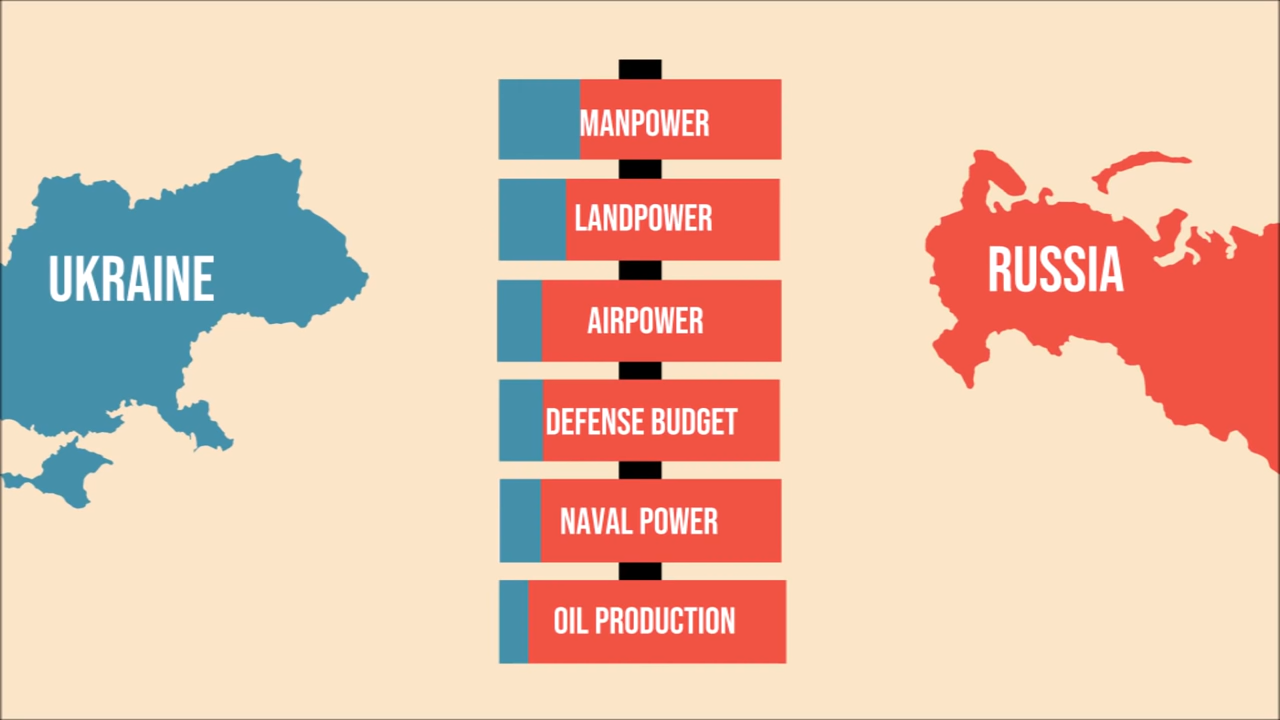 MANPOWER
LANDPOWER
UKRAINE
RUSSIA
AIRPOWER
DEFENSE BUDGET
NAVAL POWER
OIL PRODUCTION